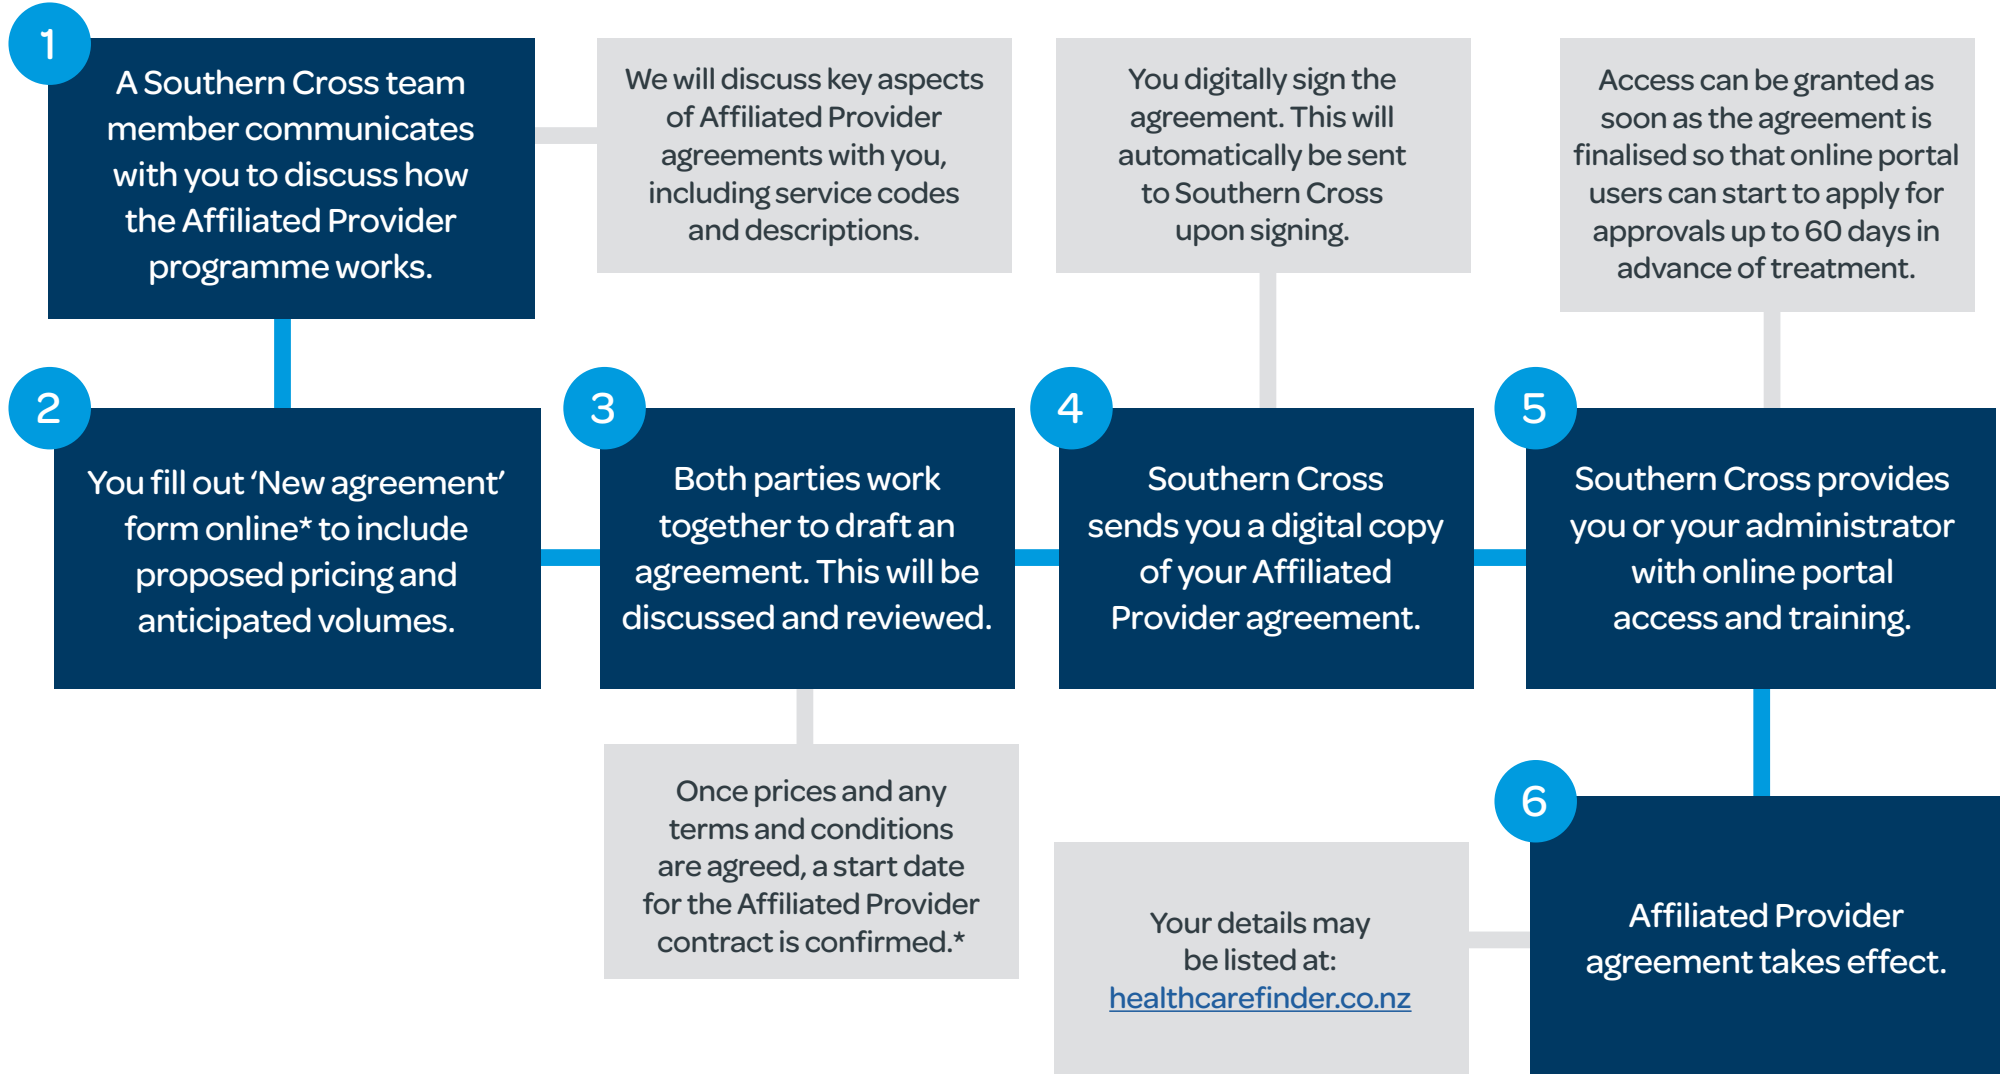 1
A Southern Cross team
member communicates
with you to discuss how
the Affiliated Provider
programme works.
We will discuss key aspects
of Affiliated Provider
agreements with you,
including service codes
and descriptions.
2
You fill out ‘New agreement’
form online* to include
proposed pricing and
anticipated volumes.
3
Both parties work
together to draft an
agreement. This will be
discussed and reviewed.
Once prices and any
terms and conditions
are agreed, a start date
for the Affiliated Provider
contract is confirmed.*
4
Southern Cross
sends you a digital copy
of your Affiliated
Provider agreement.
You digitally sign the
agreement. This will
automatically be sent
to Southern Cross
upon signing.
5
Southern Cross provides
you or your administrator
with online portal
access and training.
Access can be granted as
soon as the agreement is
finalised so that online portal
users can start to apply for
approvals up to 60 days in
advance of treatment.
6
Affiliated Provider
agreement takes effect.
Your details may
be listed at:
healthcarefinder.co.nz